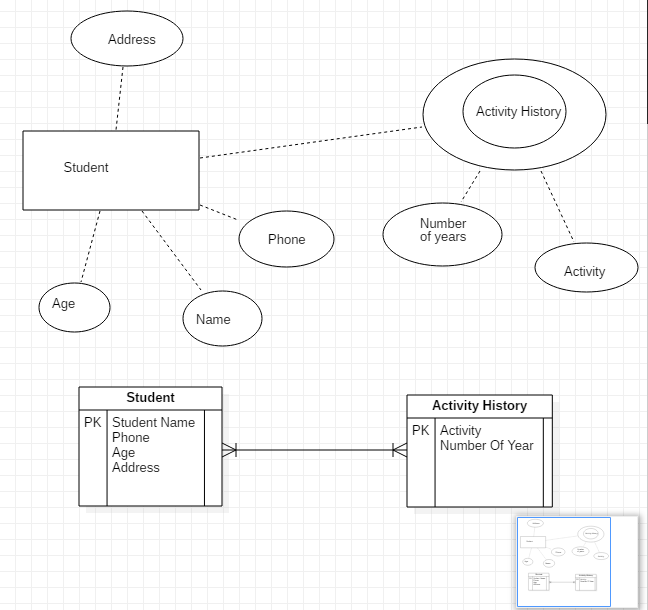 Address
Activity History
Student
Number
of years
Phone
Activity
Age
Name
Student
PK Student Name
Phone
Age
Address
Activity History
PK Activity
Number Of Year